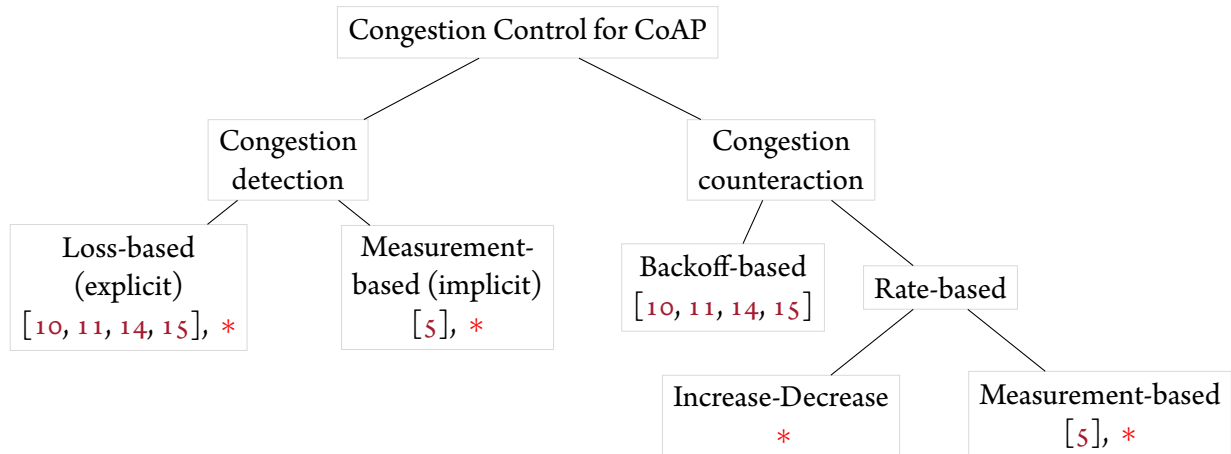 Congestion Control for CoAP
Congestion
detection
Congestion
counteraction
Loss-based
(explicit)
[10, 11, 14, 15], *
Measurement-
based (implicit)
[5], *
Backoff-based
[10, 11, 14, 15]
Rate-based
Increase-Decrease
*
Measurement-based
[5], *